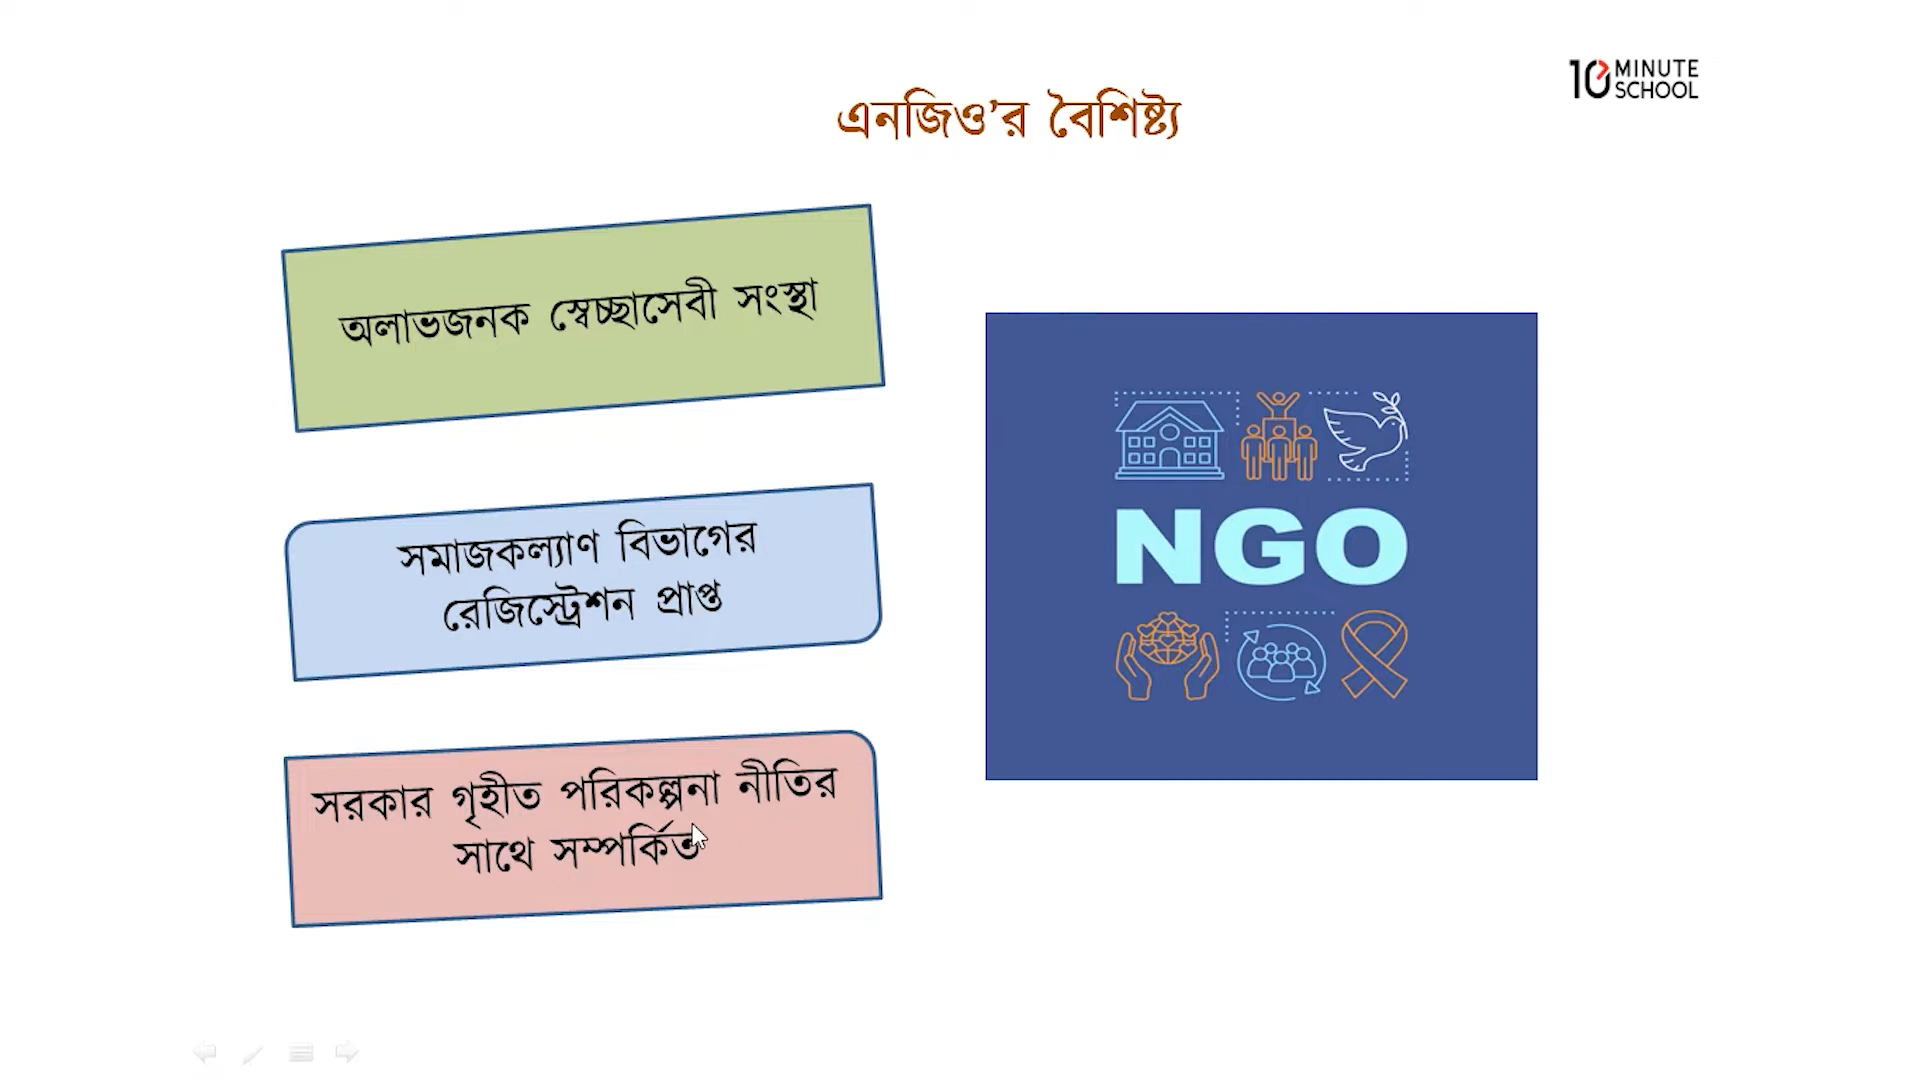 10 MINUTE
SCHOOL
এনজিও’র বৈশিষ্ট্য
অলাভজনক স্বেচ্ছাসেবী সংস্থা
সমাজকল্যাণ বিভাগের
রেজিস্ট্রেশন প্রাপ্ত
সরকার গৃহীত পরিকল্পনা নীতির
সাথে সম্পর্কিত
NGO